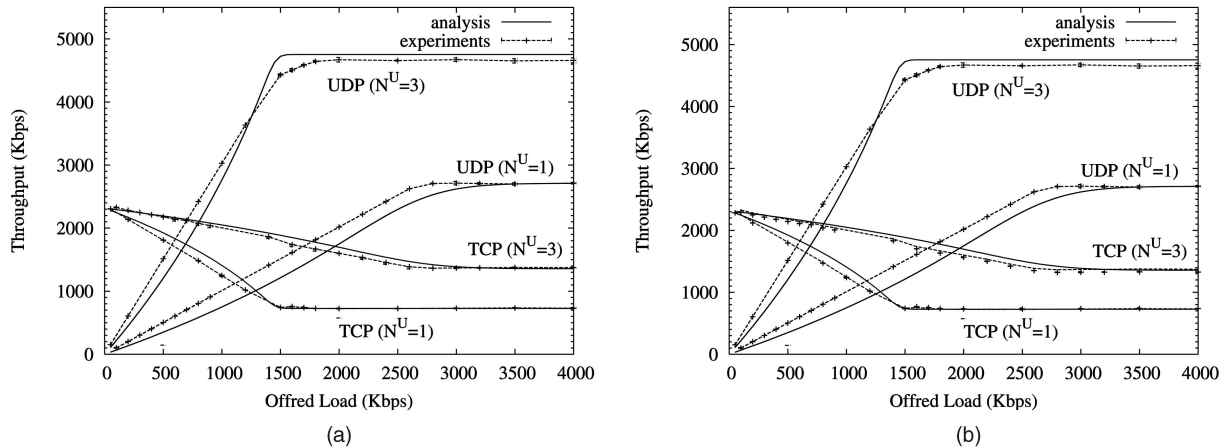 analysis
experiments
5000
4000
3000
2000
1000
0
Throughput (Kbps)
UDP (N^U=3)
UDP (N^U=1)
TCP (N^U=3)
TCP (N^U=1)
0 500 1000 1500 2000 2500 3000 3500 4000
Offred Load (Kbps)
(a)
analysis
experiments
5000
4000
3000
2000
1000
0
Throughput (Kbps)
UDP (N^U=3)
UDP (N^U=1)
TCP (N^U=3)
TCP (N^U=1)
0 500 1000 1500 2000 2500 3000 3500 4000
Offred Load (Kbps)
(b)